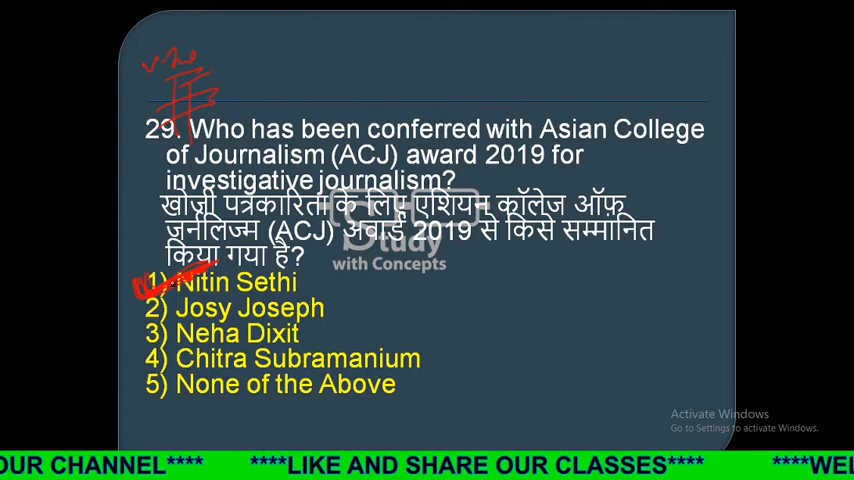 29. Who has been conferred with Asian College
of Journalism (ACJ) award 2019 for
investigative journalism?
खोजी पत्रकारिता के लिए एशियन कॉलेज ऑफ़
जर्नलिज्म (ACJ) अवार्ड 2019 से किसे सम्मानित
किया गया है?
Study
with Concepts
1) Nitin Sethi
2) Josy Joseph
3) Neha Dixit
4) Chitra Subramanium
5) None of the Above
Activate Windows
Go to Settings to activate Windows.
OUR CHANNEL**** ****LIKE AND SHARE OUR CLASSES**** ****WEL